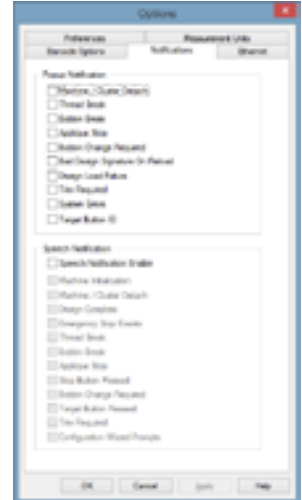 Options
Preferences
Measurement Units
Barcode Options
Notifications
Ethernet
Popup Notification
Machine / Cluster Detach
Thread Break
Bobbin Break
Applique Stop
Bobbin Change Required
Bad Design Signature On Reload
Design Load Failure
Trim Required
System Errors
Target Button ID
Speech Notification
Speech Notification Enable
Machine Initialization
Machine / Cluster Detach
Design Complete
Emergency Stop Events
Thread Break
Bobbin Break
Applique Stop
Stop Button Pressed
Bobbin Change Required
Target Button Pressed
Trim Required
Configuration Wizard Prompts
OK
Cancel
Apply
Help